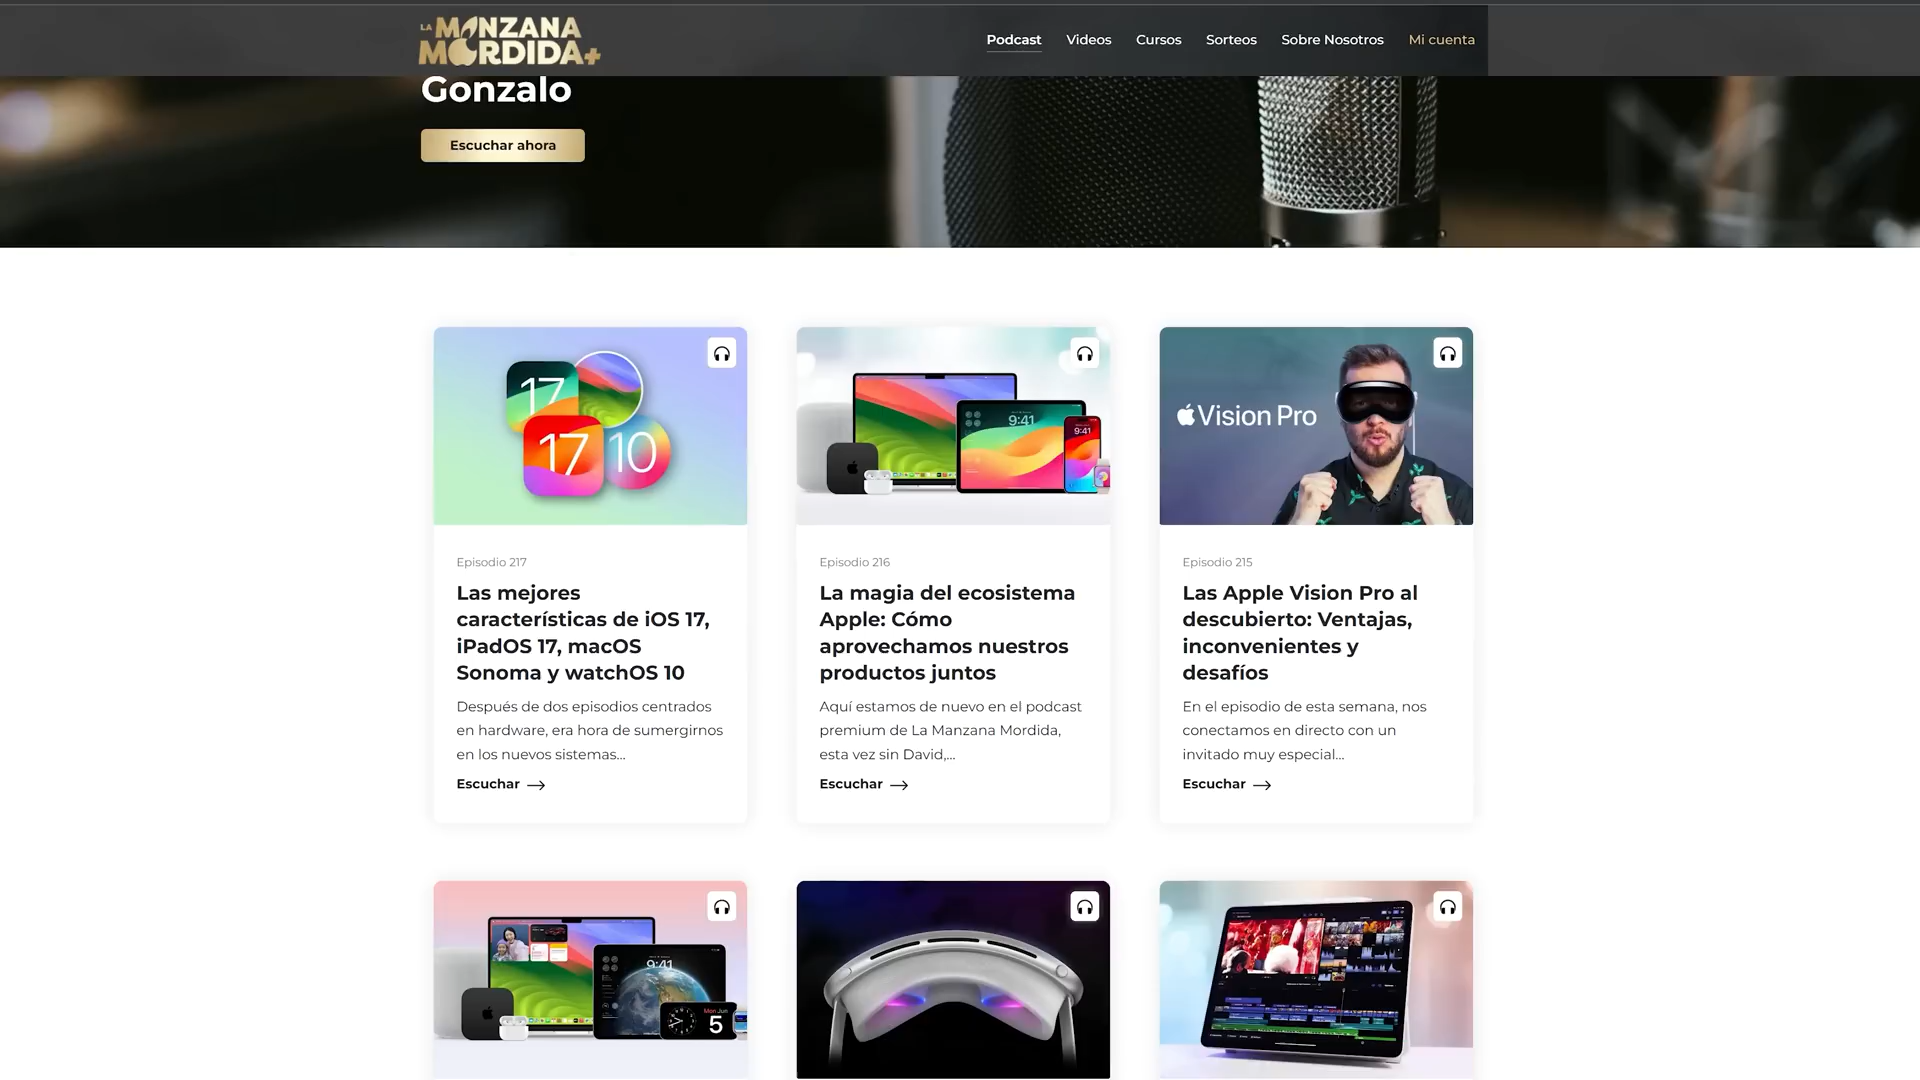 LA MANZANA
MORDIDA+
Podcast
Videos
Cursos
Sorteos
Sobre Nosotros
Mi cuenta
Gonzalo
Escuchar ahora
17
17
10
Episodio 217
Las mejores
características de iOS 17,
iPadOS 17, macOS
Sonoma y watchOS 10
Después de dos episodios centrados
en hardware, era hora de sumergirnos
en los nuevos sistemas...
Escuchar
9:41
9:41
Episodio 216
La magia del ecosistema
Apple: Cómo
aprovechamos nuestros
productos juntos
Aquí estamos de nuevo en el podcast
premium de La Manzana Mordida,
esta vez sin David,...
Escuchar
Vision Pro
Episodio 215
Las Apple Vision Pro al
descubierto: Ventajas,
inconvenientes y
desafíos
En el episodio de esta semana, nos
conectamos en directo con un
invitado muy especial...
Escuchar
9:41
Mon Jun
5